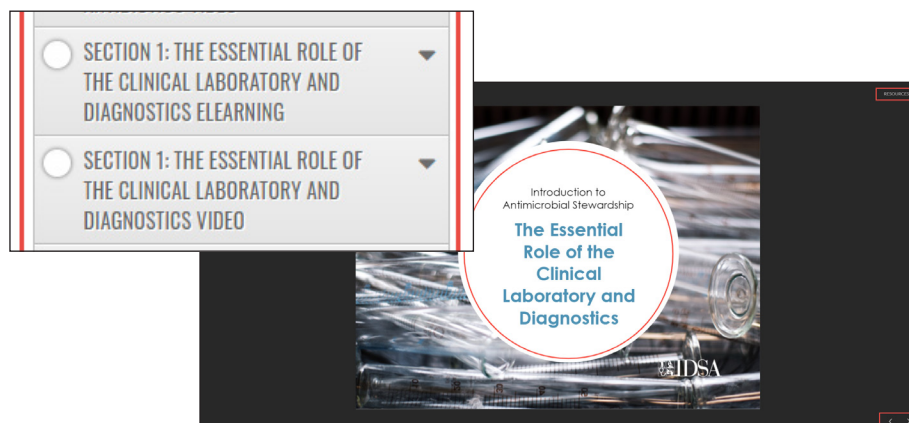 SECTION 1: THE ESSENTIAL ROLE OF
THE CLINICAL LABORATORY AND
DIAGNOSTICS ELEARNING
SECTION 1: THE ESSENTIAL ROLE OF
THE CLINICAL LABORATORY AND
DIAGNOSTICS VIDEO
RESOURCES
Introduction to
Antimicrobial Stewardship
The Essential
Role of the
Clinical
Laboratory and
Diagnostics
IDSA